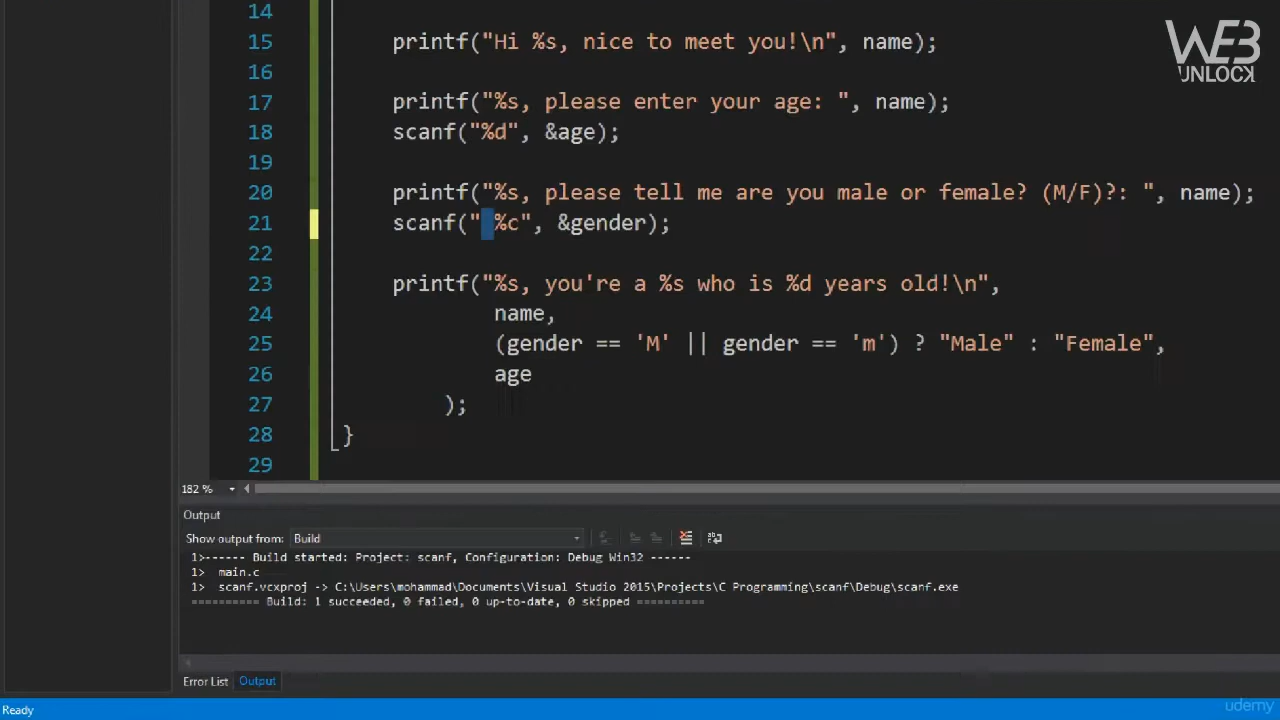 14
15 printf("Hi %s, nice to meet you!\n", name);
16
17 printf("%s, please enter your age: ", name);
18 scanf("%d", &age);
19
20 printf("%s, please tell me are you male or female? (M/F)?: ", name);
21 scanf(" %c", &gender);
22
23 printf("%s, you're a %s who is %d years old!\n",
24 name,
25 (gender == 'M' || gender == 'm') ? "Male" : "Female",
26 age
27 );
28 }
29
WEB
UNLOCK
182 %
Output
Show output from: Build
1>------ Build started: Project: scanf, Configuration: Debug Win32 ------
1>  main.c
1>  scanf.vcxproj -> C:\Users\mohammad\Documents\Visual Studio 2015\Projects\C Programming\scanf\Debug\scanf.exe
========== Build: 1 succeeded, 0 failed, 0 up-to-date, 0 skipped ==========
Error List Output
Ready
udemy